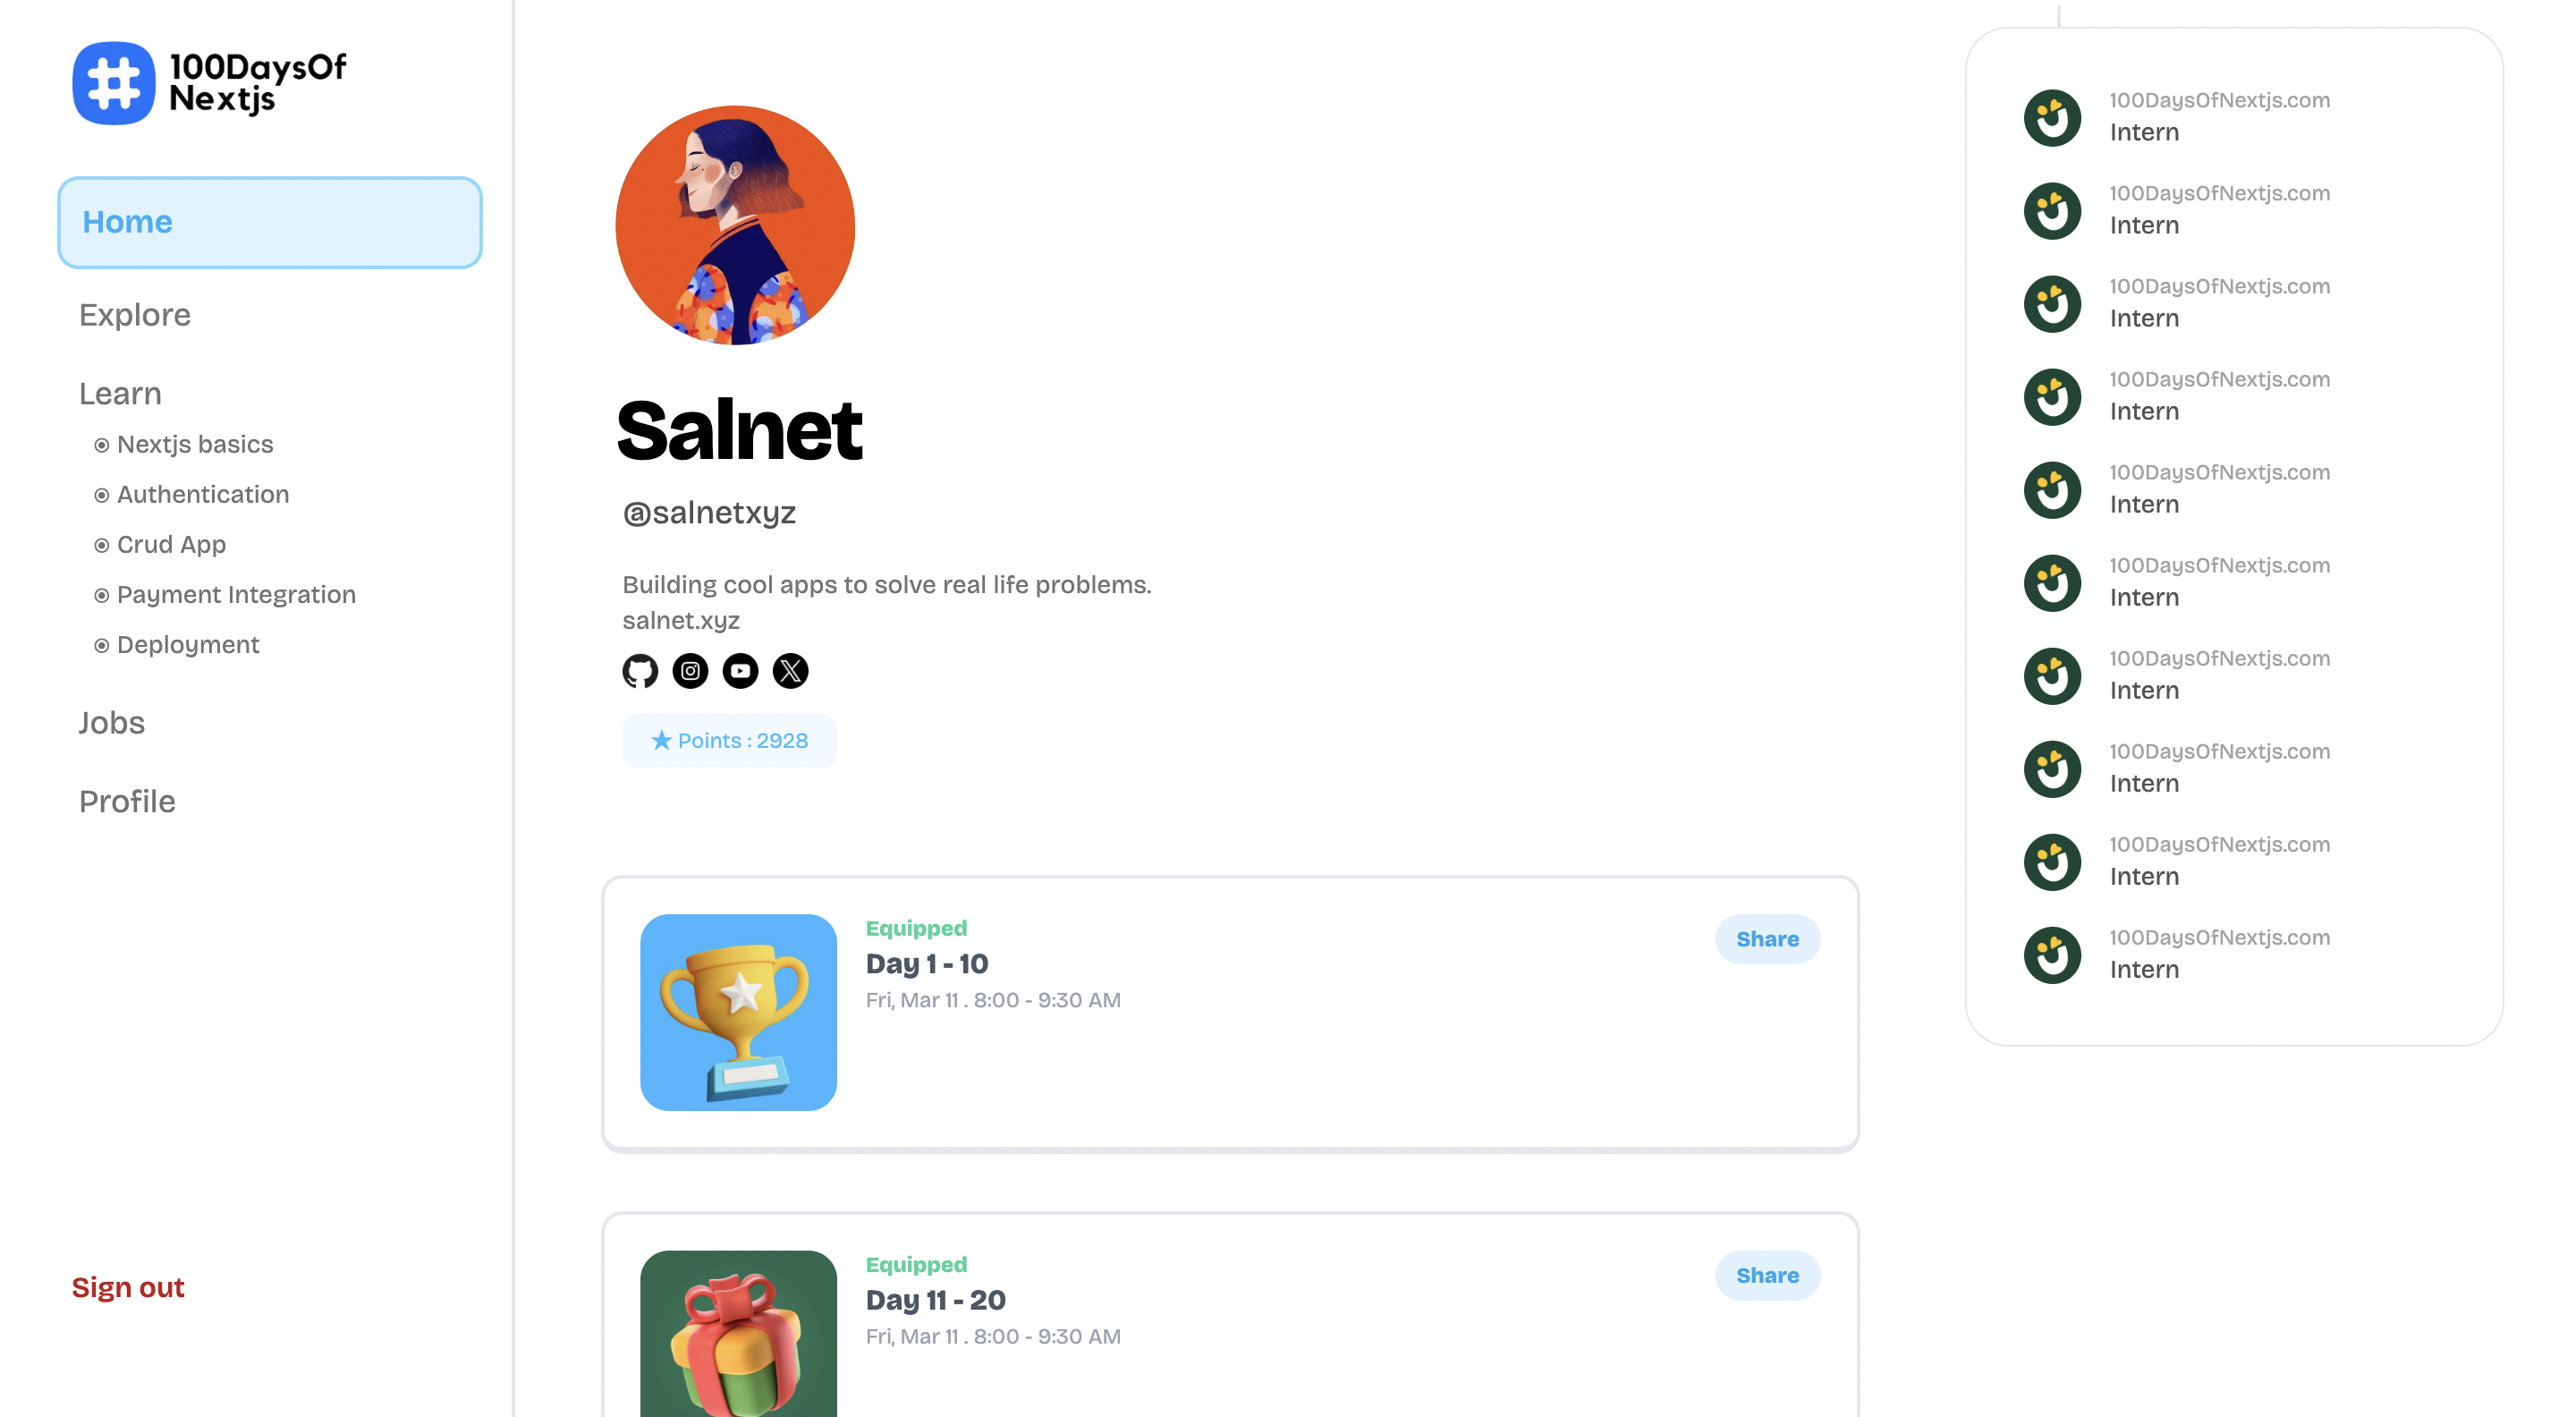 100DaysOf
Nextjs
Home
Explore
Learn
Nextjs basics
Authentication
Crud App
Payment Integration
Deployment
Jobs
Profile
Sign out
Salnet
@salnetxyz
Building cool apps to solve real life problems.
salnet.xyz
Points : 2928
Equipped
Day 1 - 10
Fri, Mar 11 . 8:00 - 9:30 AM
Share
Equipped
Day 11 - 20
Fri, Mar 11 . 8:00 - 9:30 AM
Share
100DaysOfNextjs.com
Intern
100DaysOfNextjs.com
Intern
100DaysOfNextjs.com
Intern
100DaysOfNextjs.com
Intern
100DaysOfNextjs.com
Intern
100DaysOfNextjs.com
Intern
100DaysOfNextjs.com
Intern
100DaysOfNextjs.com
Intern
100DaysOfNextjs.com
Intern
100DaysOfNextjs.com
Intern